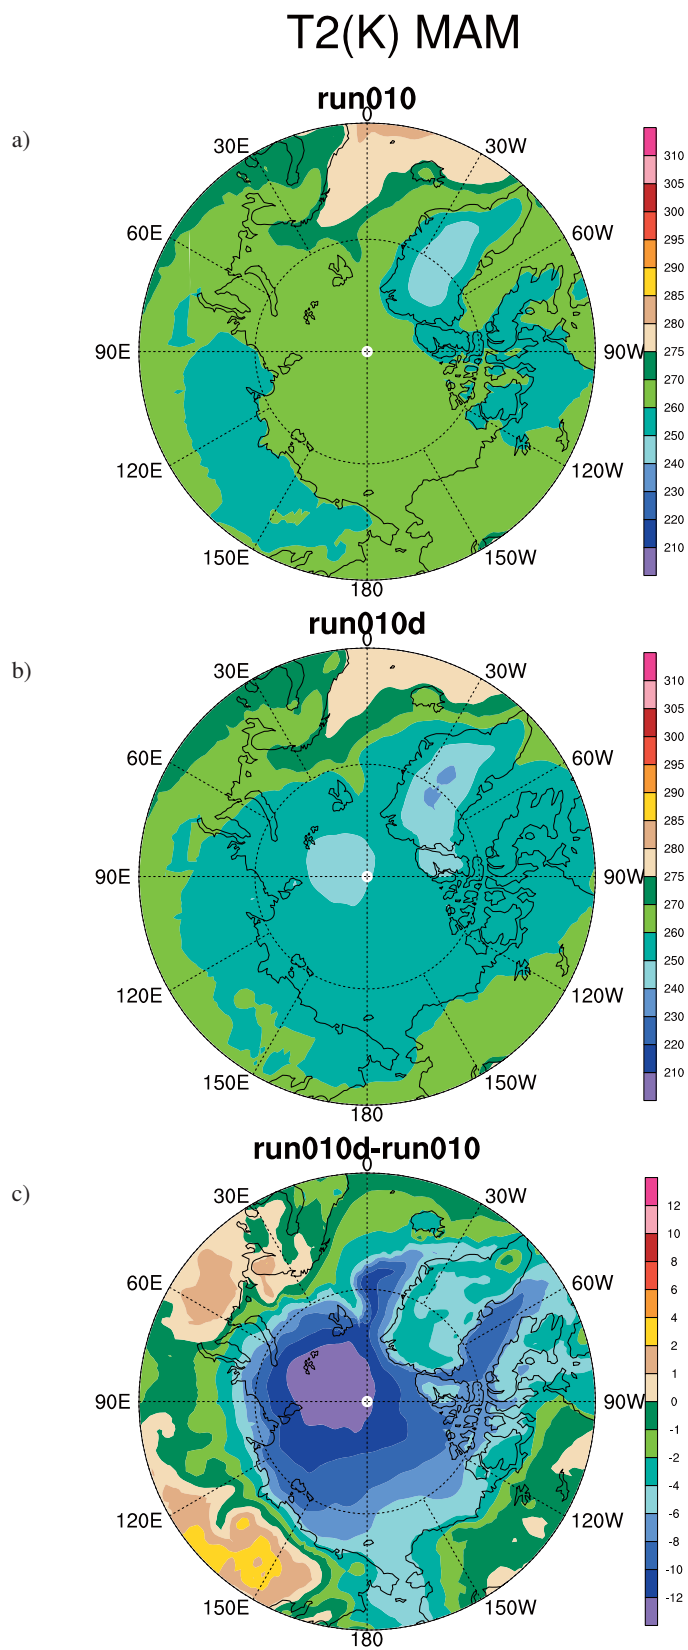 T2(K) MAM
a)
run010
0
30E
30W
60E
60W
90E
90W
120E
120W
150E
150W
180
310
305
300
295
290
285
280
275
270
260
250
240
230
220
210
b)
run010d
0
30E
30W
60E
60W
90E
90W
120E
120W
150E
150W
180
310
305
300
295
290
285
280
275
270
260
250
240
230
220
210
c)
run010d-run010
0
30E
30W
60E
60W
90E
90W
120E
120W
150E
150W
180
12
10
8
6
4
2
1
0
-1
-2
-4
-6
-8
-10
-12